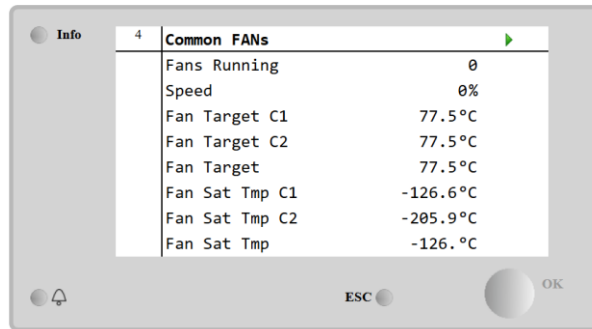 Info
4
Common FANs
Fans Running 0
Speed 0%
Fan Target C1 77.5°C
Fan Target C2 77.5°C
Fan Target 77.5°C
Fan Sat Tmp C1 -126.6°C
Fan Sat Tmp C2 -205.9°C
Fan Sat Tmp -126.°C
ESC
OK